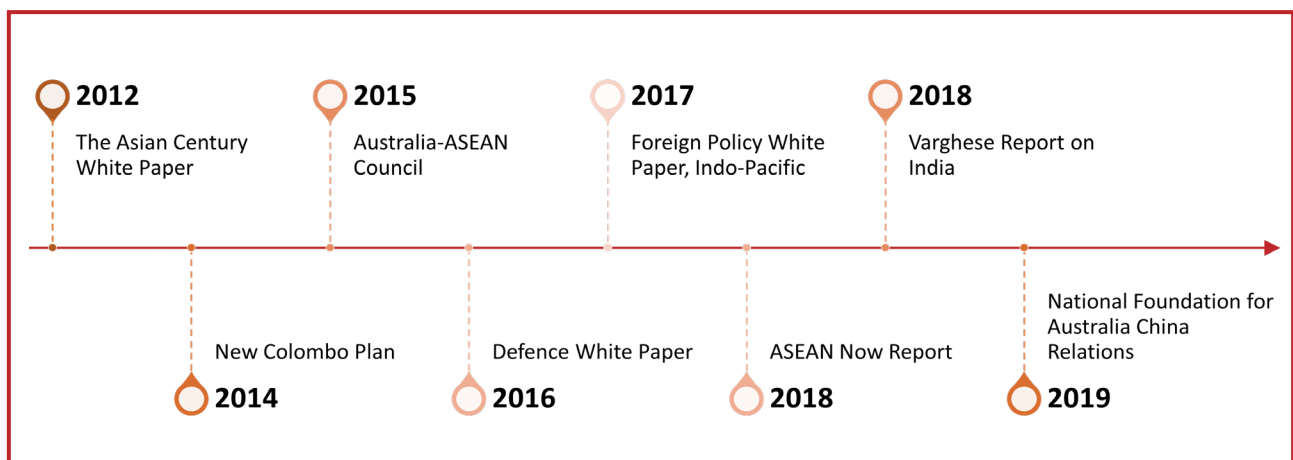 2012
The Asian Century
White Paper
2015
Australia-ASEAN
Council
2017
Foreign Policy White
Paper, Indo-Pacific
2018
Varghese Report on
India
New Colombo Plan
2014
Defence White Paper
2016
ASEAN Now Report
2018
National Foundation for
Australia China
Relations
2019